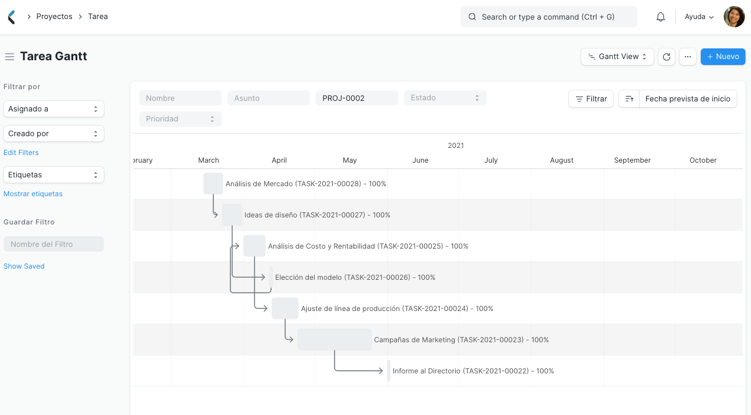 Proyectos
Tarea
Search or type a command (Ctrl + G)
Ayuda
Tarea Gantt
Gantt View
Nuevo
Filtrar por
Asignado a
Creado por
Edit Filters
Etiquetas
Mostrar etiquetas
Guardar Filtro
Nombre del Filtro
Show Saved
Nombre
Asunto
PROJ-0002
Estado
Prioridad
Filtrar
Fecha prevista de inicio
2021
oruary March April May June July August September October
Análisis de Mercado (TASK-2021-00028) - 100%
Ideas de diseño (TASK-2021-00027) - 100%
Análisis de Costo y Rentabilidad (TASK-2021-00025) - 100%
Elección del modelo (TASK-2021-00026) - 100%
Ajuste de línea de producción (TASK-2021-00024) - 100%
Campañas de Marketing (TASK-2021-00023) - 100%
Informe al Directorio (TASK-2021-00022) - 100%